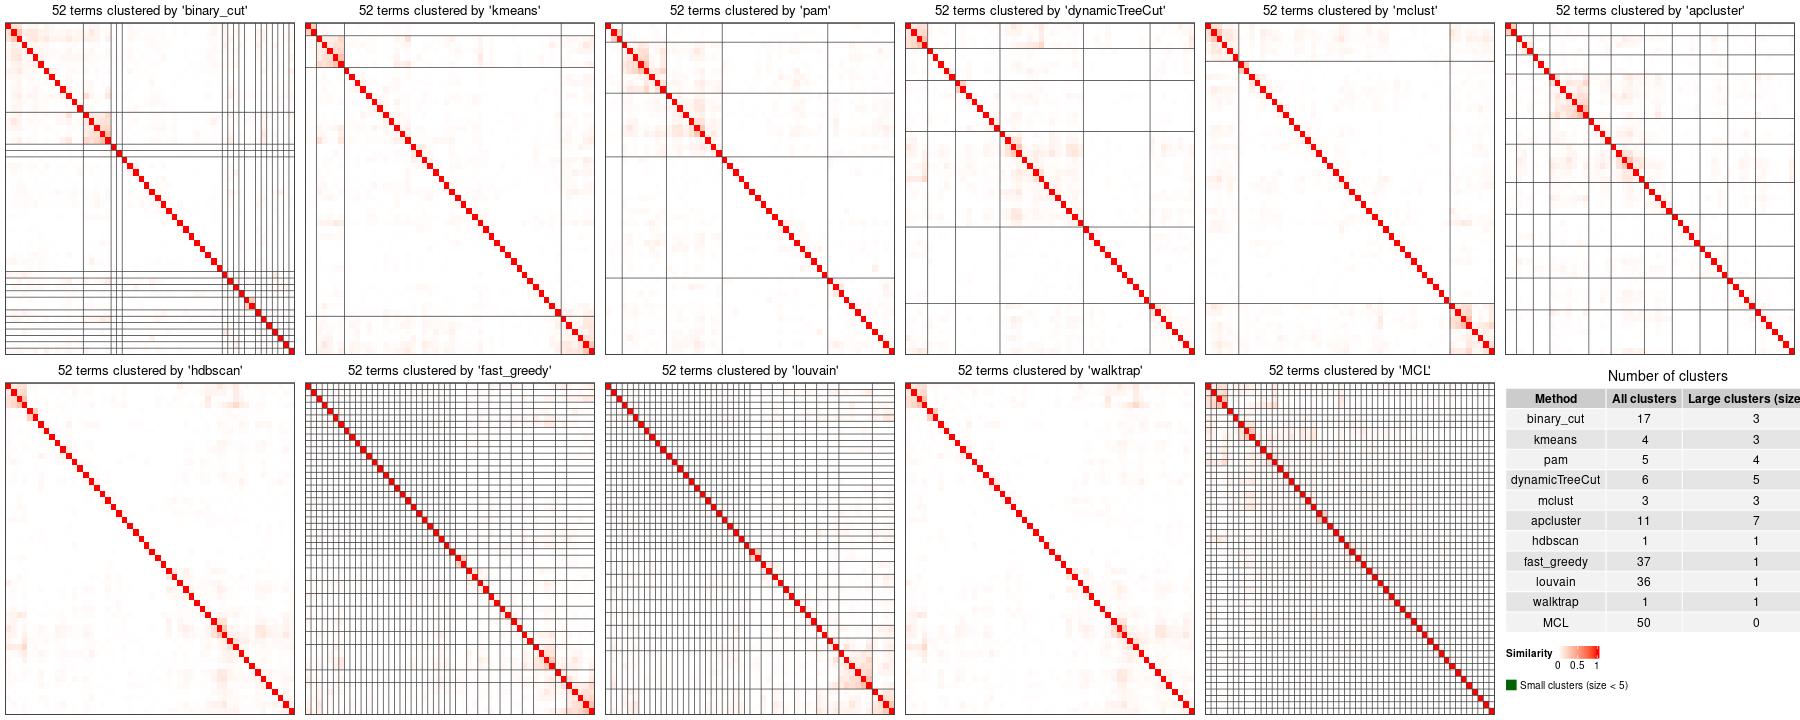 52 terms clustered by 'binary_cut'
52 terms clustered by 'kmeans'
52 terms clustered by 'pam'
52 terms clustered by 'dynamicTreeCut'
52 terms clustered by 'mclust'
52 terms clustered by 'apcluster'
52 terms clustered by 'hdbscan'
52 terms clustered by 'fast_greedy'
52 terms clustered by 'louvain'
52 terms clustered by 'walktrap'
52 terms clustered by 'MCL'
Number of clusters
Method All clusters Large clusters (size
binary_cut 17 3
kmeans 4 3
pam 5 4
dynamicTreeCut 6 5
mclust 3 3
apcluster 11 7
hdbscan 1 1
fast_greedy 37 1
louvain 36 1
walktrap 1 1
MCL 50 0
Similarity
0 0.5 1
Small clusters (size < 5)